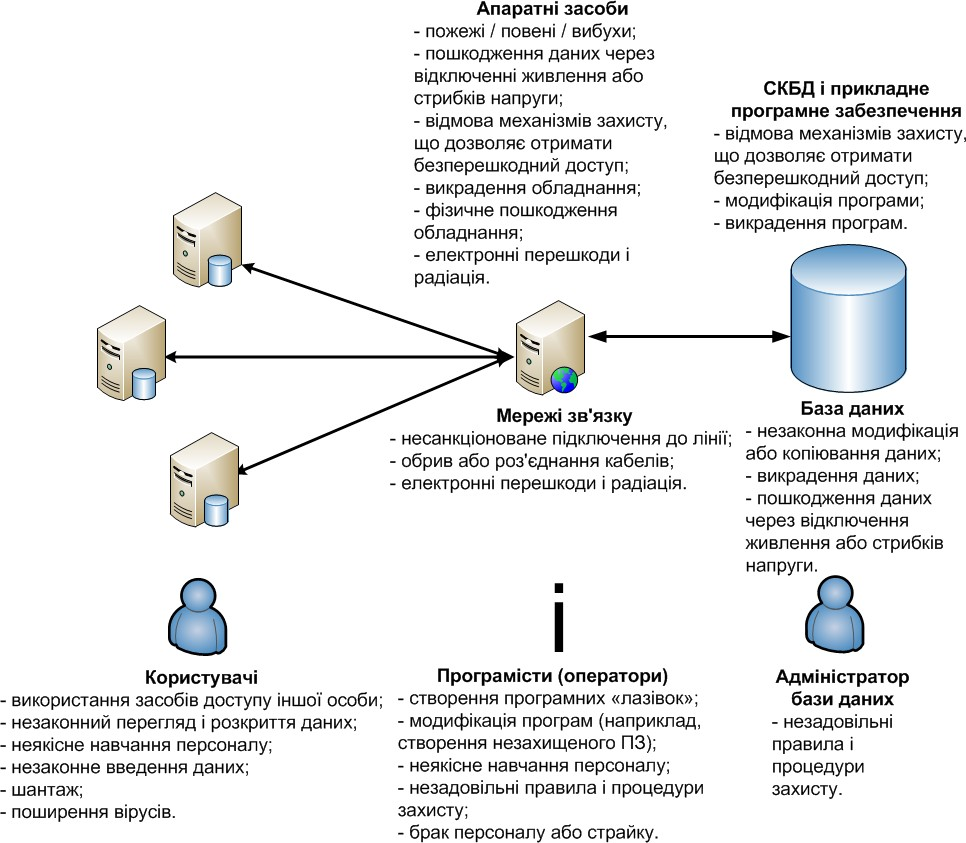 Апаратні засоби
- пожежі / повені / вибухи;
- пошкодження даних через
відключенні живлення або
стрибків напруги;
- відмова механізмів захисту,
що дозволяє отримати
безперешкодний доступ;
- викрадення обладнання;
- фізичне пошкодження
обладнання;
- електронні перешкоди і
радіація.
СКБД і прикладне
програмне забезпечення
- відмова механізмів захисту,
що дозволяє отримати
безперешкодний доступ;
- модифікація програми;
- викрадення програм.
Мережі зв'язку
- несанкціоноване підключення до лінії;
- обрив або роз'єднання кабелів;
- електронні перешкоди і радіація.
База даних
- незаконна модифікація
або копіювання даних;
- викрадення даних;
- пошкодження даних
через відключення
живлення або стрибків
напруги.
Користувачі
- використання засобів доступу іншої особи;
- незаконний перегляд і розкриття даних;
- неякісне навчання персоналу;
- незаконне введення даних;
- шантаж;
- поширення вірусів.
і
Програмісти (оператори)
- створення програмних «лазівок»;
- модифікація програм (наприклад,
створення незахищеного ПЗ);
- неякісне навчання персоналу;
- незадовільні правила і процедури
захисту;
- брак персоналу або страйку.
Адміністратор
бази даних
- незадовільні
правила і
процедури
захисту.